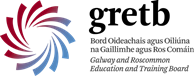 gretb
Bord Oideachais agus Oiliúna
na Gaillimhe agus Ros Comáin
Galway and Roscommon
Education and Training Board